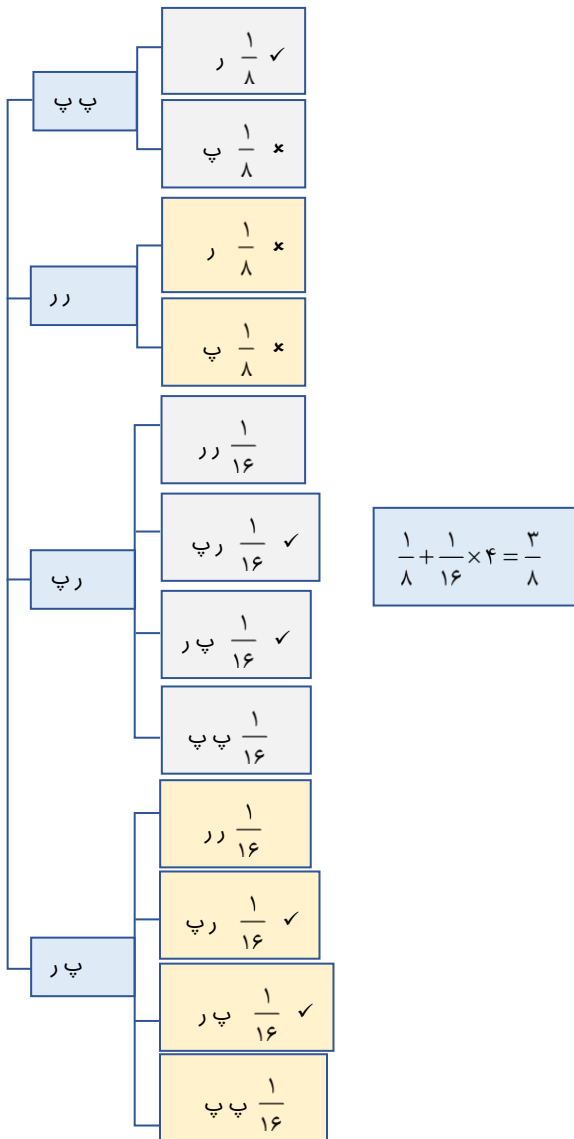 پ پ
ر ۱/۸ ✓
پ ۱/۸ ×
ر ر
ر ۱/۸ ×
پ ۱/۸ ×
ر پ
ر ر ۱/۱۶
ر پ ۱/۱۶ ✓
پ ر ۱/۱۶ ✓
پ پ ۱/۱۶
۱/۸ + ۱/۱۶ × ۴ = ۳/۸
پ ر
ر ر ۱/۱۶
ر پ ۱/۱۶ ✓
پ ر ۱/۱۶ ✓
پ پ ۱/۱۶